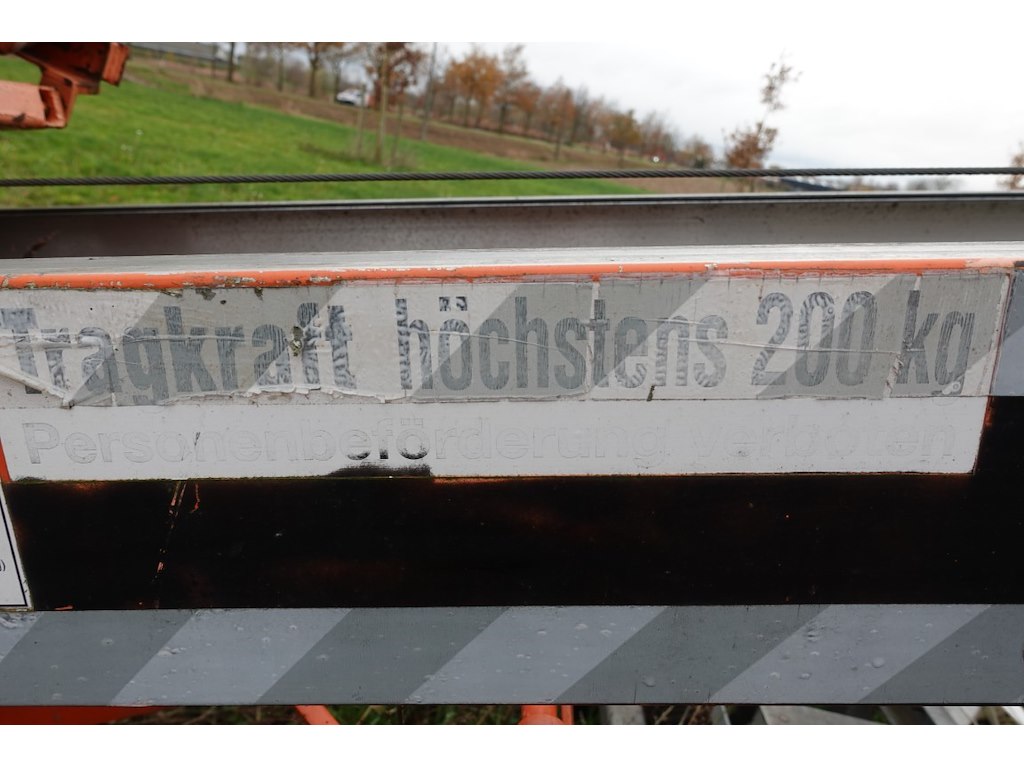 Tragkraft höchstens 200 kg
Personenbeförderung verboten